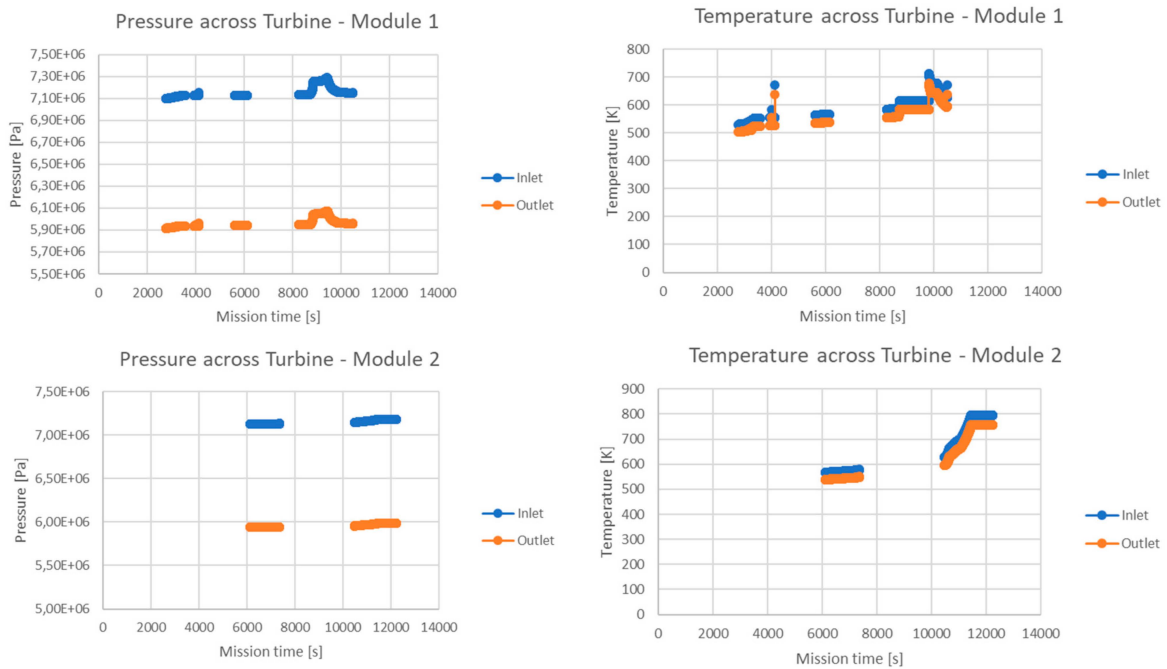 Pressure across Turbine - Module 1
7,50E+06
7,30E+06
7,10E+06
6,90E+06
6,70E+06
6,50E+06
6,30E+06
6,10E+06
5,90E+06
5,70E+06
5,50E+06
Pressure [Pa]
0 2000 4000 6000 8000 10000 12000 14000
Mission time [s]
Inlet
Outlet
Temperature across Turbine - Module 1
800
700
600
500
400
300
200
100
0
Temperature [K]
0 2000 4000 6000 8000 10000 12000 14000
Mission time [s]
Inlet
Outlet
Pressure across Turbine - Module 2
7,50E+06
7,00E+06
6,50E+06
6,00E+06
5,50E+06
5,00E+06
Pressure [Pa]
0 2000 4000 6000 8000 10000 12000 14000
Mission time [s]
Inlet
Outlet
Temperature across Turbine - Module 2
900
800
700
600
500
400
300
200
100
0
Temperature [K]
0 2000 4000 6000 8000 10000 12000 14000
Mission time [s]
Inlet
Outlet